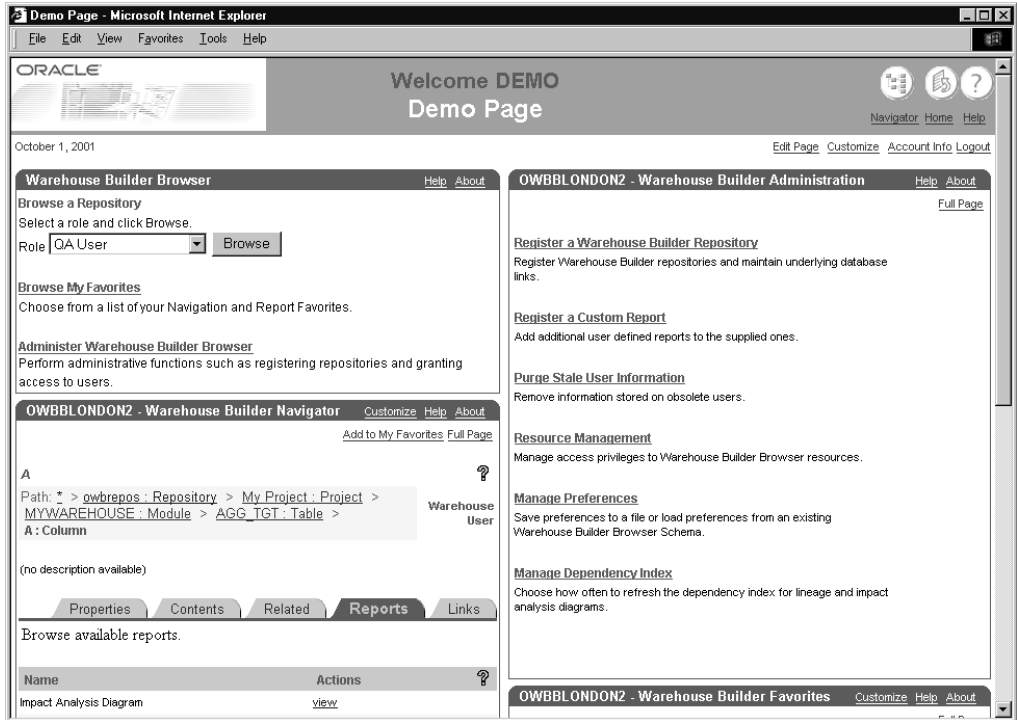 Demo Page - Microsoft Internet Explorer
File Edit View Favorites Tools Help
ORACLE
Welcome DEMO
Demo Page
Navigator Home Help
October 1, 2001
Edit Page Customize Account Info Logout
Warehouse Builder Browser Help About
Browse a Repository
Select a role and click Browse.
Role QA User Browse
Browse My Favorites
Choose from a list of your Navigation and Report Favorites.
Administer Warehouse Builder Browser
Perform administrative functions such as registering repositories and granting
access to users.
OWBBLONDON2 - Warehouse Builder Navigator Customize Help About
Add to My Favorites Full Page
A
Path: * > owbrepos : Repository > My Project : Project >
MYWAREHOUSE : Module > AGG_TGT : Table >
A : Column
Warehouse
User
(no description available)
Properties Contents Related Reports Links
Browse available reports.
Name Actions
Impact Analysis Diagram view
OWBBLONDON2 - Warehouse Builder Administration Help About
Full Page
Register a Warehouse Builder Repository
Register Warehouse Builder repositories and maintain underlying database
links.
Register a Custom Report
Add additional user defined reports to the supplied ones.
Purge Stale User Information
Remove information stored on obsolete users.
Resource Management
Manage access privileges to Warehouse Builder Browser resources.
Manage Preferences
Save preferences to a file or load preferences from an existing
Warehouse Builder Browser Schema.
Manage Dependency Index
Choose how often to refresh the dependency index for lineage and impact
analysis diagrams.
OWBBLONDON2 - Warehouse Builder Favorites Customize Help About